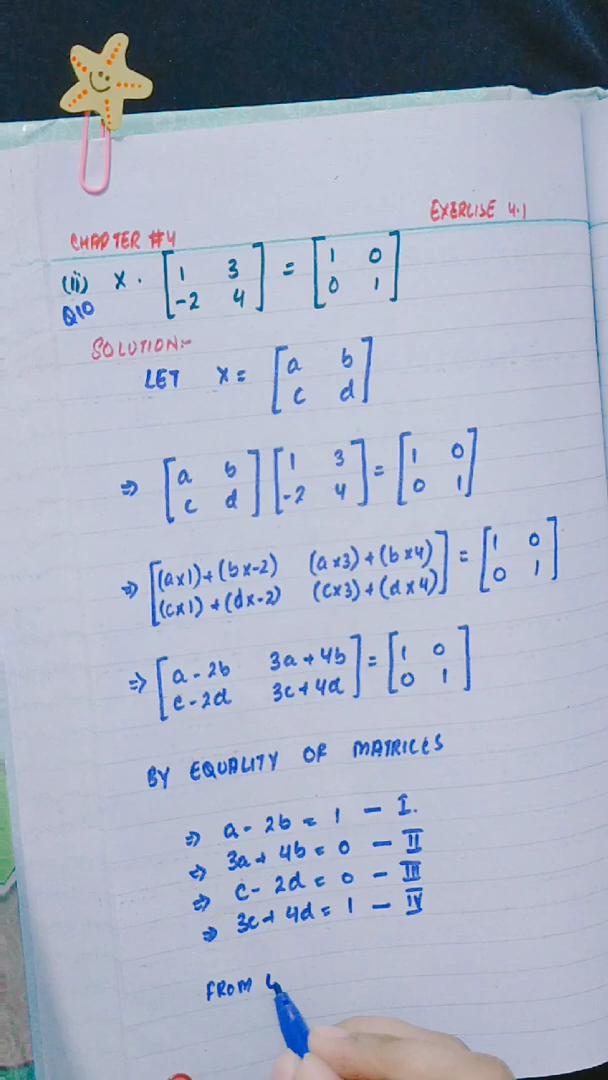 CHAPTER #4 EXERCISE 4.1
(ii) X · [1 3 -2 4] = [1 0 0 1]
Q10
SOLUTION:-
LET X = [a b c d]
⇒ [a b c d] [1 3 -2 4] = [1 0 0 1]
⇒ [(a×1)+(b×-2) (a×3)+(b×4)
(c×1)+(d×-2) (c×3)+(d×4)] = [1 0 0 1]
⇒ [a-2b 3a+4b
c-2d 3c+4d] = [1 0 0 1]
BY EQUALITY OF MATRICES
⇒ a-2b = 1 — I.
⇒ 3a+4b = 0 — II
⇒ c-2d = 0 — III
⇒ 3c+4d = 1 — IV
FROM